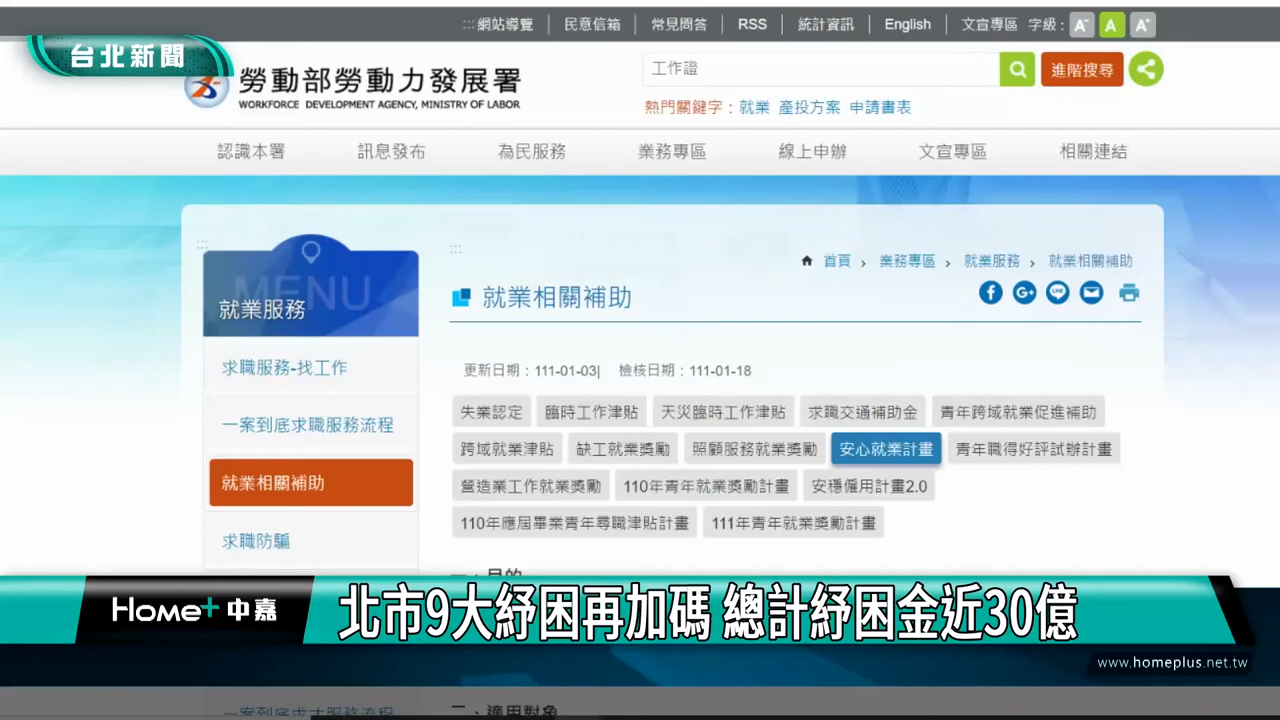 網站導覽 民意信箱 常見問答 RSS 統計資訊 English 文宣專區 字級: A- A A+
台北新聞
勞動部勞動力發展署
WORKFORCE DEVELOPMENT AGENCY, MINISTRY OF LABOR
工作證
進階搜尋
熱門關鍵字: 就業 產投方案 申請書表
認識本署 訊息發布 為民服務 業務專區 線上申辦 文宣專區 相關連結
首頁 › 業務專區 › 就業服務 › 就業相關補助
MENU
就業服務
就業相關補助
求職服務-找工作
一案到底求職服務流程
就業相關補助
求職防騙
更新日期:111-01-03| 檢核日期:111-01-18
失業認定 臨時工作津貼 天災臨時工作津貼 求職交通補助金 青年跨域就業促進補助
跨域就業津貼 缺工就業獎勵 照顧服務就業獎勵 安心就業計畫 青年職得好評試辦計畫
營造業工作就業獎勵 110年青年就業獎勵計畫 安穩僱用計畫2.0
110年應屆畢業青年尋職津貼計畫 111年青年就業獎勵計畫
Home+ 中嘉
北市9大紓困再加碼 總計紓困金近30億
www.homeplus.net.tw
一案到底求職服務流程
二、適用對象